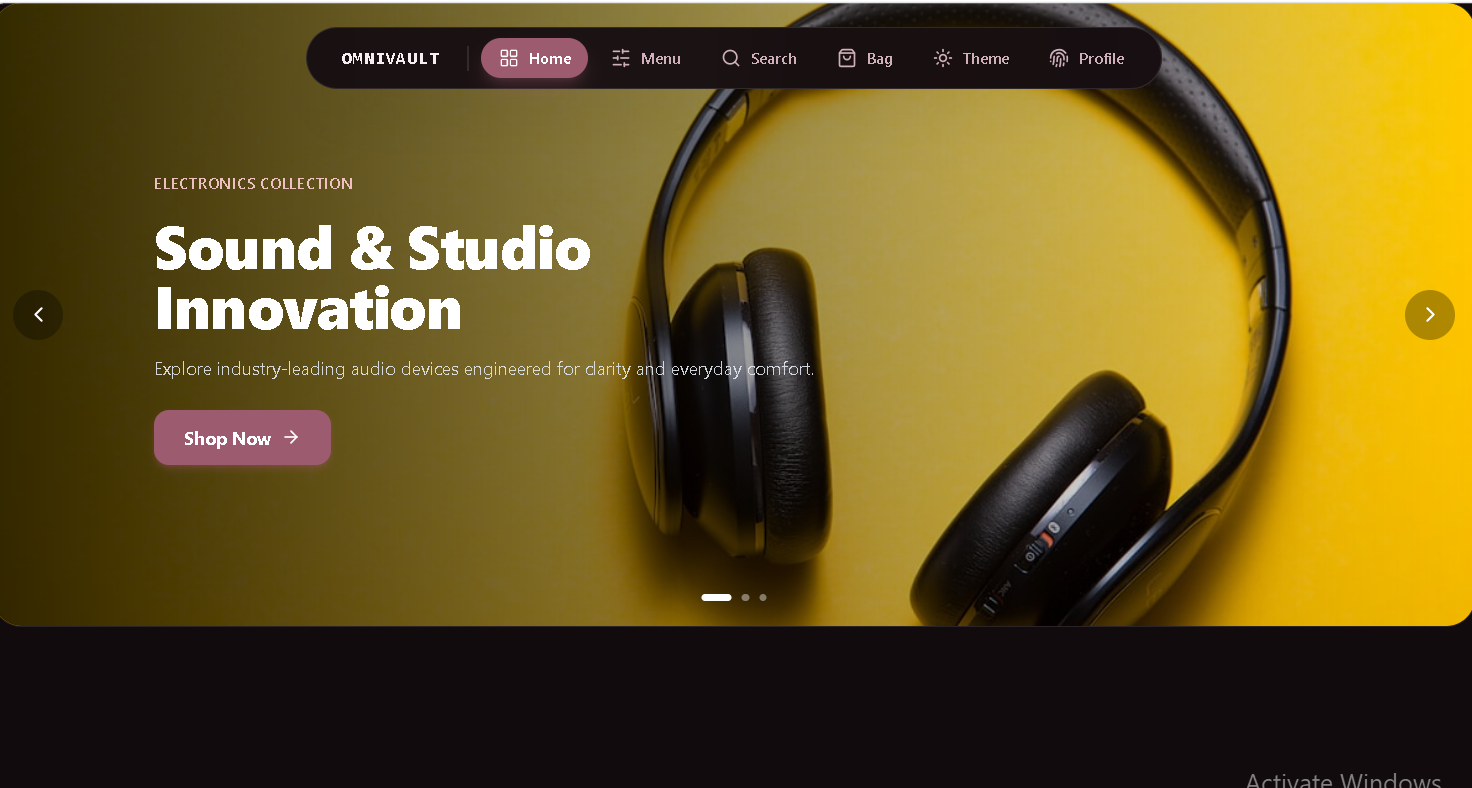 OMNIVAULT
Home
Menu
Search
Bag
Theme
Profile
ELECTRONICS COLLECTION
Sound & Studio
Innovation
Explore industry-leading audio devices engineered for clarity and everyday comfort.
Shop Now
Activate Windows